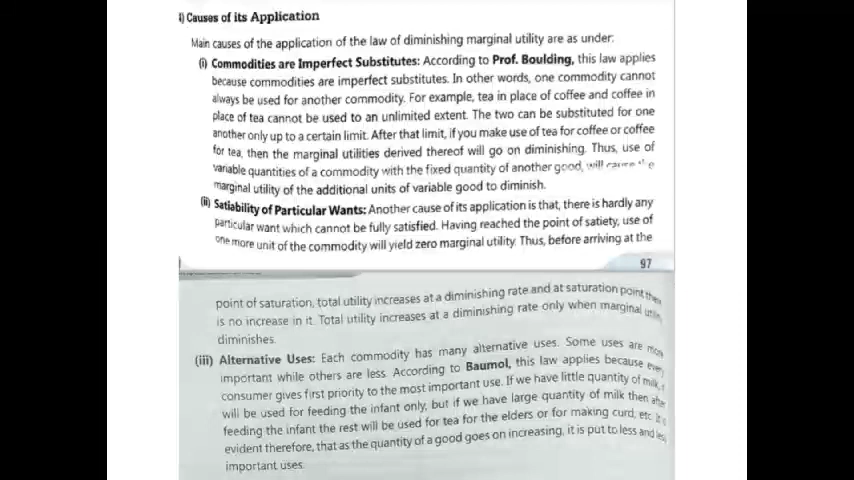 i) Causes of its Application
Main causes of the application of the law of diminishing marginal utility are as under:
(i) Commodities are Imperfect Substitutes: According to Prof. Boulding, this law applies
because commodities are imperfect substitutes. In other words, one commodity cannot
always be used for another commodity. For example, tea in place of coffee and coffee in
place of tea cannot be used to an unlimited extent. The two can be substituted for one
another only up to a certain limit. After that limit, if you make use of tea for coffee or coffee
for tea, then the marginal utilities derived thereof will go on diminishing. Thus, use of
variable quantities of a commodity with the fixed quantity of another good, will cause the
marginal utility of the additional units of variable good to diminish.
(ii) Satiability of Particular Wants: Another cause of its application is that, there is hardly any
particular want which cannot be fully satisfied. Having reached the point of satiety, use of
one more unit of the commodity will yield zero marginal utility. Thus, before arriving at the
97
point of saturation, total utility increases at a diminishing rate and at saturation point there
is no increase in it. Total utility increases at a diminishing rate only when marginal utility
diminishes.
(iii) Alternative Uses: Each commodity has many alternative uses. Some uses are more
important while others are less. According to Baumol, this law applies because every
consumer gives first priority to the most important use. If we have little quantity of milk,
will be used for feeding the infant only, but if we have large quantity of milk then after
feeding the infant the rest will be used for tea for the elders or for making curd, etc. It is
evident therefore, that as the quantity of a good goes on increasing, it is put to less and less
important uses.